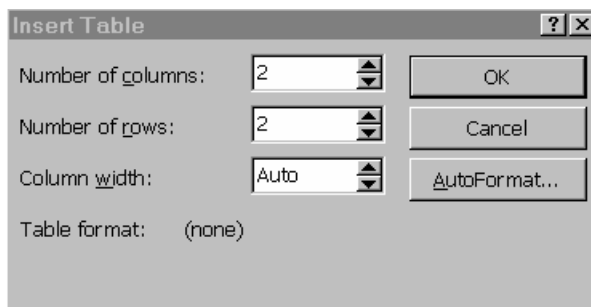 Insert Table
Number of columns: 2 OK
Number of rows: 2 Cancel
Column width: Auto AutoFormat...
Table format: (none)